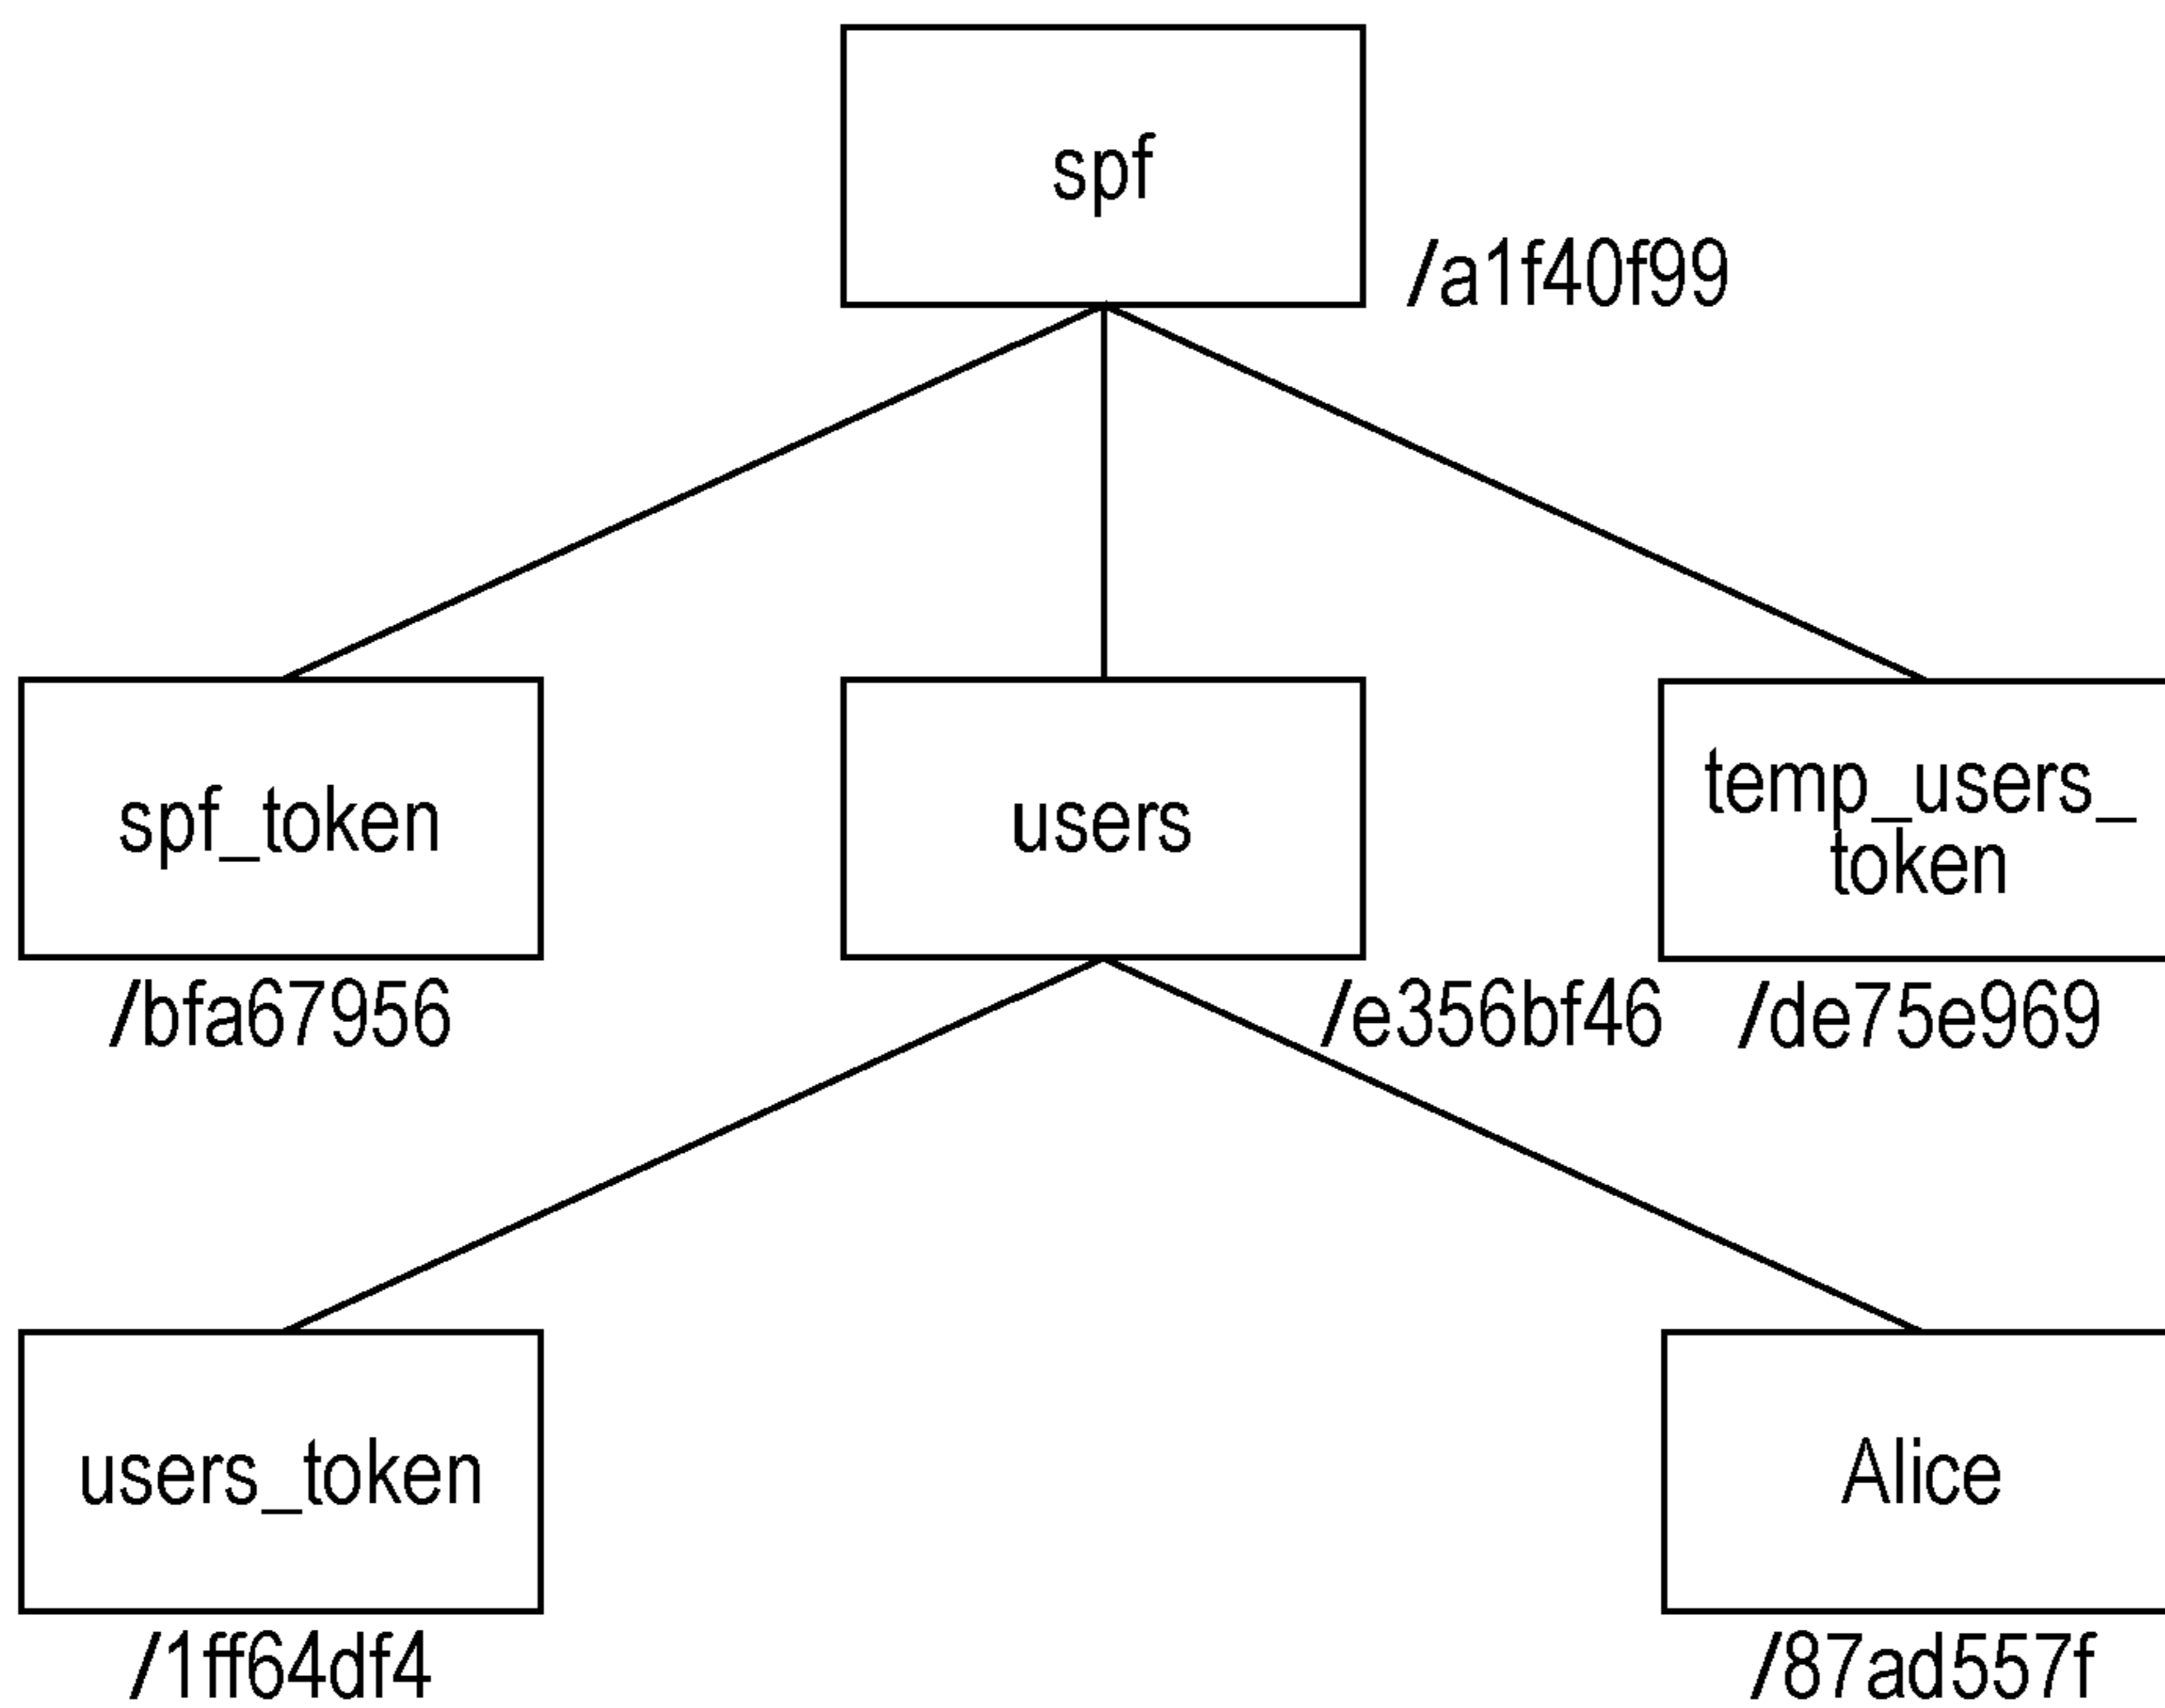 spf
/a1f40f99
spf_token
users
temp_users_
token
/bfa67956
/e356bf46
/de75e969
users_token
Alice
/1ff64df4
/87ad557f